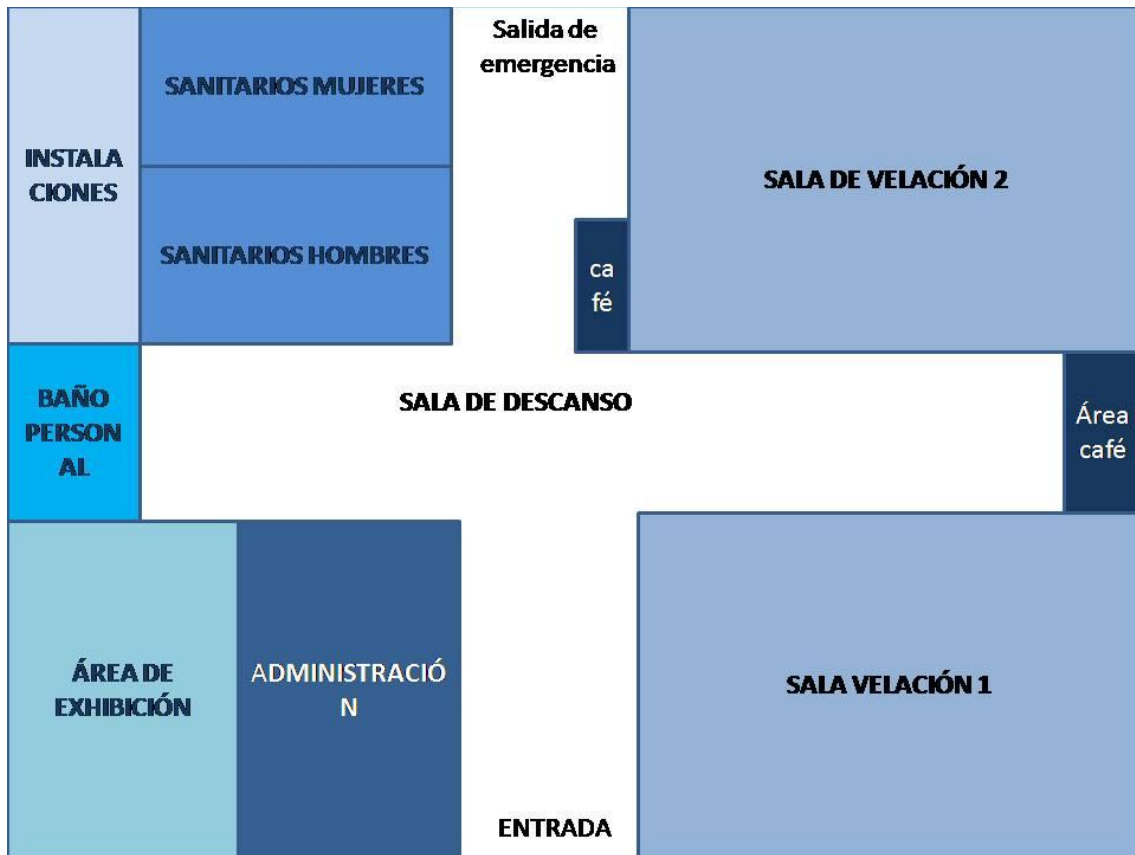 Salida de
emergencia
SANITARIOS MUJERES
INSTALA
CIONES
SALA DE VELACIÓN 2
SANITARIOS HOMBRES
ca
fé
BAÑO
PERSON
AL
SALA DE DESCANSO
Área
café
ÁREA DE
EXHIBICIÓN
ADMINISTRACIÓ
N
SALA VELACIÓN 1
ENTRADA